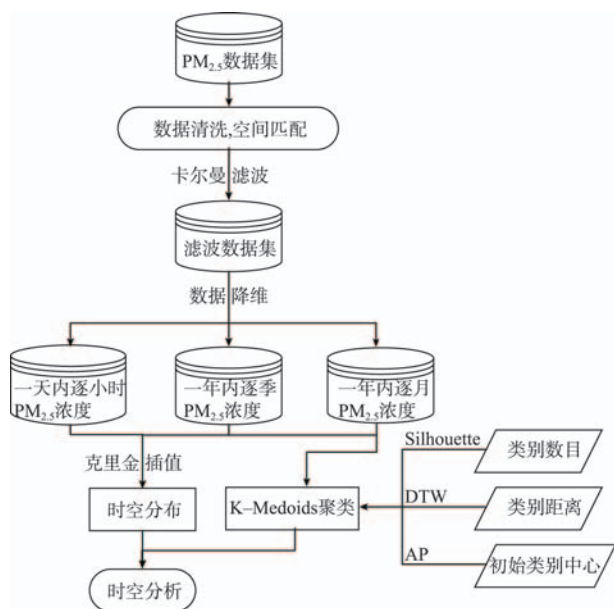 PM2.5数据集
数据清洗,空间匹配
卡尔曼 滤波
滤波数据集
数据 降维
一天内逐小时
PM2.5浓度
一年内逐季
PM2.5浓度
一年内逐月
PM2.5浓度
克里金 插值
时空分布
K-Medoids聚类
Silhouette
类别数目
DTW
类别距离
AP
初始类别中心
时空分析